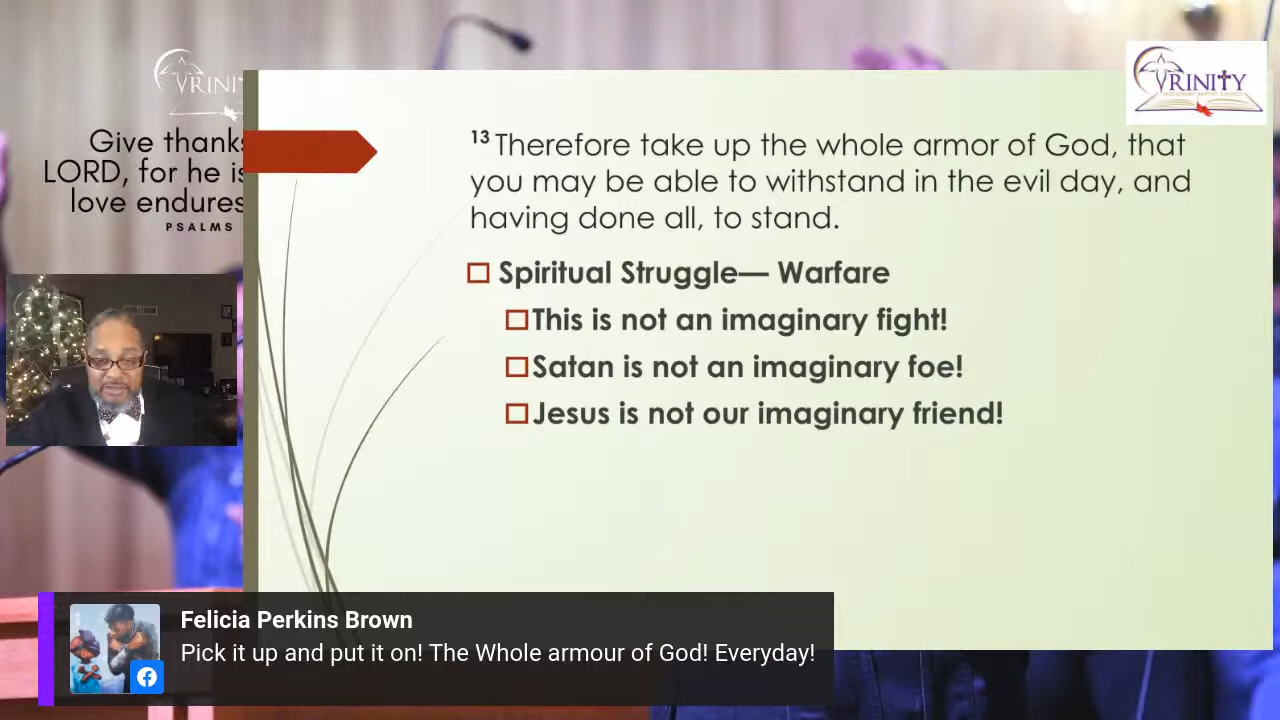 TRINITY
Give thanks
LORD, for he is
love endures
PSALMS
TRINITY
13 Therefore take up the whole armor of God, that
you may be able to withstand in the evil day, and
having done all, to stand.
Spiritual Struggle— Warfare
This is not an imaginary fight!
Satan is not an imaginary foe!
Jesus is not our imaginary friend!
Felicia Perkins Brown
Pick it up and put it on! The Whole armour of God! Everyday!